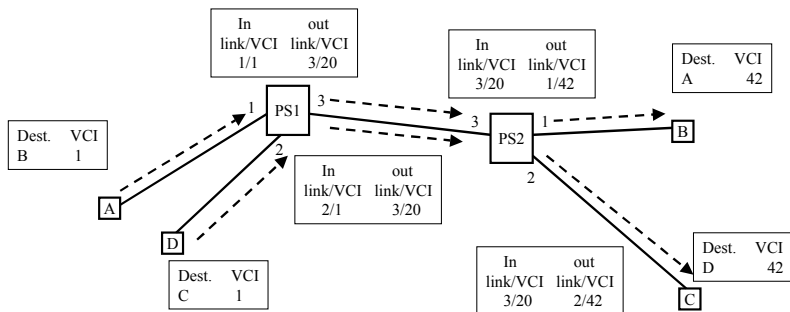 In out
link/VCI link/VCI
1/1 3/20
In out
link/VCI link/VCI
3/20 1/42
Dest. VCI
A 42
1
PS1
3
3
PS2
1
B
2
2
Dest. VCI
B 1
In out
link/VCI link/VCI
2/1 3/20
A
D
Dest. VCI
C 1
In out
link/VCI link/VCI
3/20 2/42
Dest. VCI
D 42
C